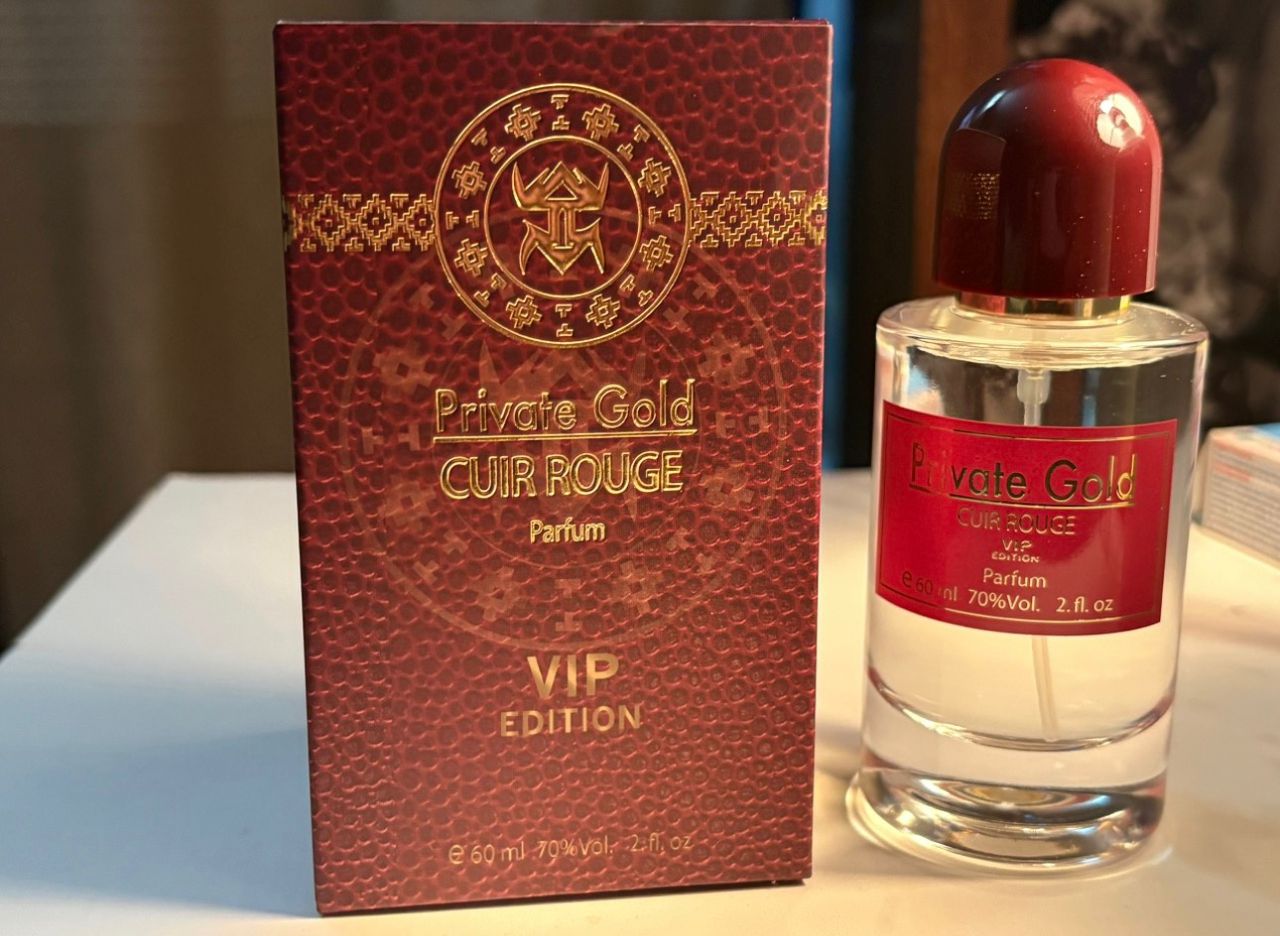 Private Gold
CUIR ROUGE
Parfum
VIP
EDITION
e 60 ml 70%Vol. 2. fl. oz
Private Gold
CUIR ROUGE
VIP
EDITION
Parfum
e 60 ml 70%Vol. 2. fl. oz